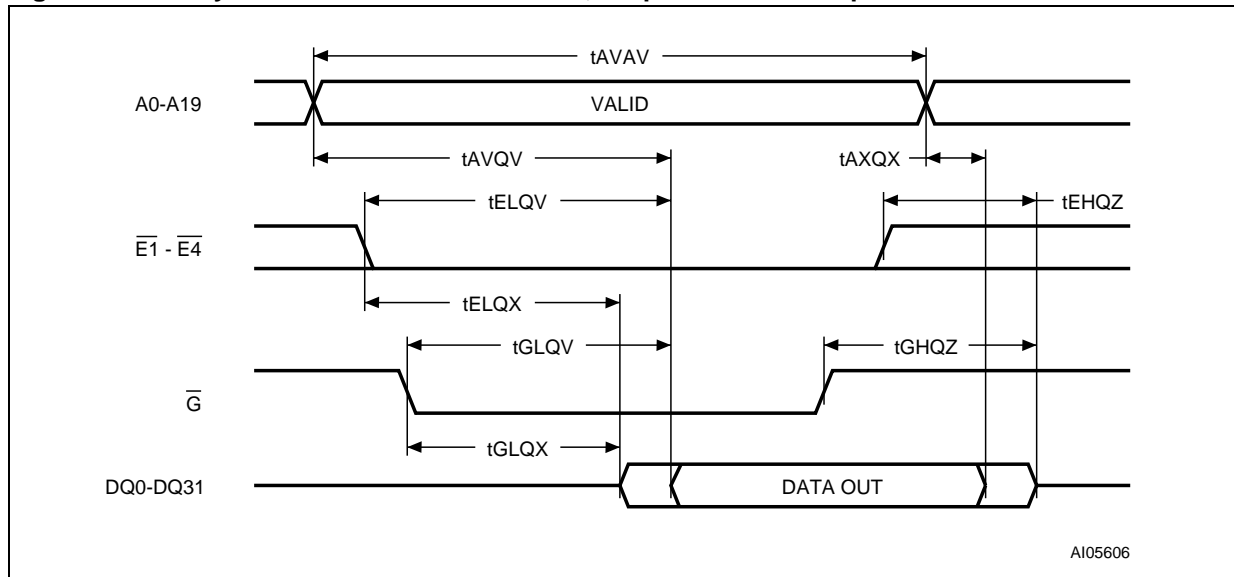 tAVAV
A0-A19 VALID
tAVQV tAXQX
tELQV tEHQZ
E1 - E4
tELQX
tGLQV tGHQZ
G
tGLQX
DQ0-DQ31 DATA OUT
AI05606